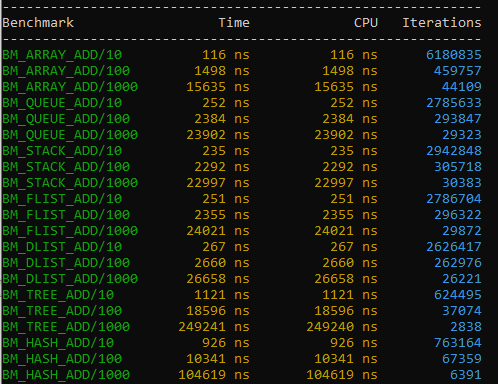 ---------------------------------------------------------------
Benchmark                     Time             CPU   Iterations
---------------------------------------------------------------
BM_ARRAY_ADD/10             116 ns          116 ns      6180835
BM_ARRAY_ADD/100           1498 ns         1498 ns       459757
BM_ARRAY_ADD/1000         15635 ns        15635 ns        44109
BM_QUEUE_ADD/10             252 ns          252 ns      2785633
BM_QUEUE_ADD/100           2384 ns         2384 ns       293847
BM_QUEUE_ADD/1000         23902 ns        23902 ns        29323
BM_STACK_ADD/10             235 ns          235 ns      2942848
BM_STACK_ADD/100           2292 ns         2292 ns       305718
BM_STACK_ADD/1000         22997 ns        22997 ns        30383
BM_FLIST_ADD/10             251 ns          251 ns      2786704
BM_FLIST_ADD/100           2355 ns         2355 ns       296322
BM_FLIST_ADD/1000         24021 ns        24021 ns        29872
BM_DLIST_ADD/10             267 ns          267 ns      2626417
BM_DLIST_ADD/100           2660 ns         2660 ns       262976
BM_DLIST_ADD/1000         26658 ns        26658 ns        26221
BM_TREE_ADD/10             1121 ns         1121 ns       624495
BM_TREE_ADD/100           18596 ns        18596 ns        37074
BM_TREE_ADD/1000         249241 ns       249240 ns         2838
BM_HASH_ADD/10              926 ns          926 ns       763164
BM_HASH_ADD/100           10341 ns        10341 ns        67359
BM_HASH_ADD/1000         104619 ns       104619 ns         6391